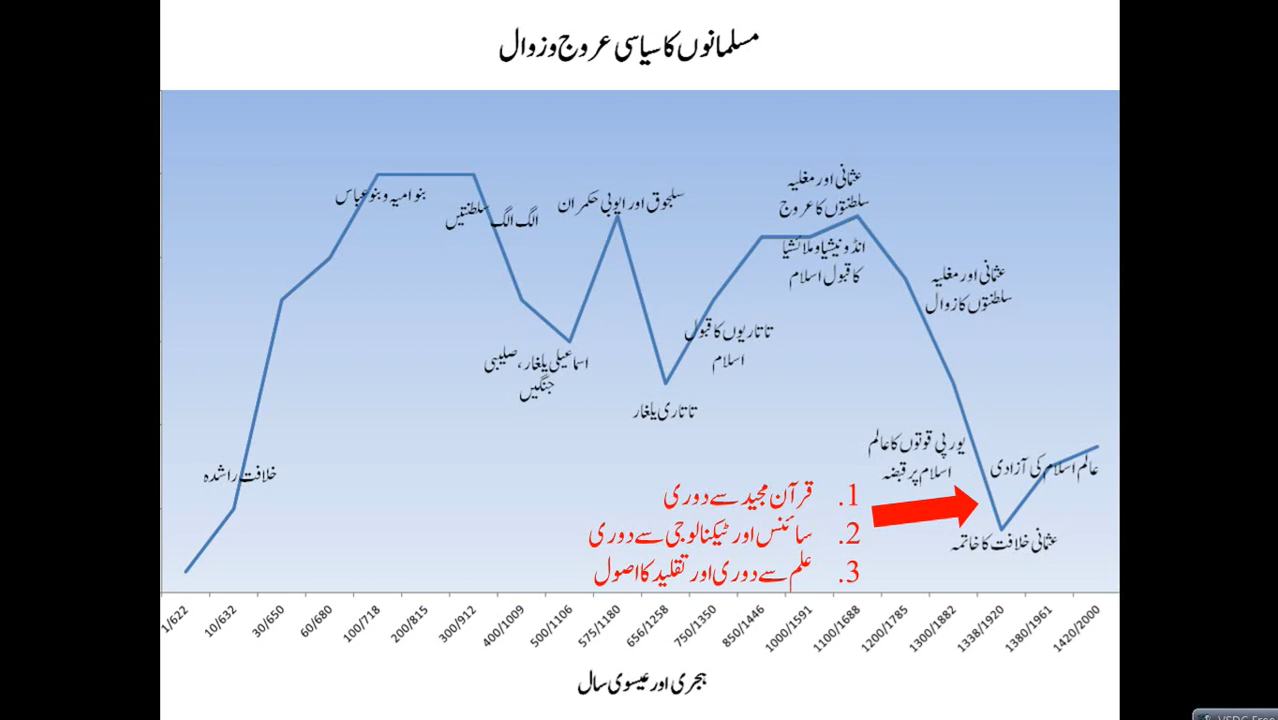 مسلمانوں کا سیاسی عروج و زوال
عثمانی اور مغلیہ
سلطنتوں کا عروج
سلجوق اور ایوبی حکمران
بنو امیہ و بنو عباس
الگ الگ سلطنتیں
انڈونیشیا و ملائشیا
کا قبول اسلام
عثمانی اور مغلیہ
سلطنتوں کا زوال
تاتاریوں کا قبول
اسلام
اسماعیلی یلغار، صلیبی
جنگیں
تاتاری یلغار
یورپی قوتوں کا عالم
اسلام پر قبضہ
عالم اسلام کی آزادی
خلافت راشدہ
1. قرآن مجید سے دوری
2. سائنس اور ٹیکنالوجی سے دوری
3. علم سے دوری اور تقلید کا اصول
عثمانی خلافت کا خاتمہ
1/622
10/632
30/650
60/680
100/718
200/815
300/912
400/1009
500/1106
575/1180
656/1258
750/1350
850/1446
1000/1591
1100/1688
1200/1785
1300/1882
1338/1920
1380/1961
1420/2000
ہجری اور عیسوی سال
VSDC Free